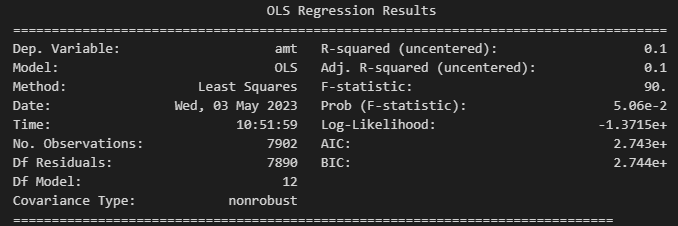 OLS Regression Results
==============================================================================
Dep. Variable: amt R-squared (uncentered): 0.1
Model: OLS Adj. R-squared (uncentered): 0.1
Method: Least Squares F-statistic: 90.
Date: Wed, 03 May 2023 Prob (F-statistic): 5.06e-2
Time: 10:51:59 Log-Likelihood: -1.3715e+
No. Observations: 7902 AIC: 2.743e+
Df Residuals: 7890 BIC: 2.744e+
Df Model: 12
Covariance Type: nonrobust
==============================================================================